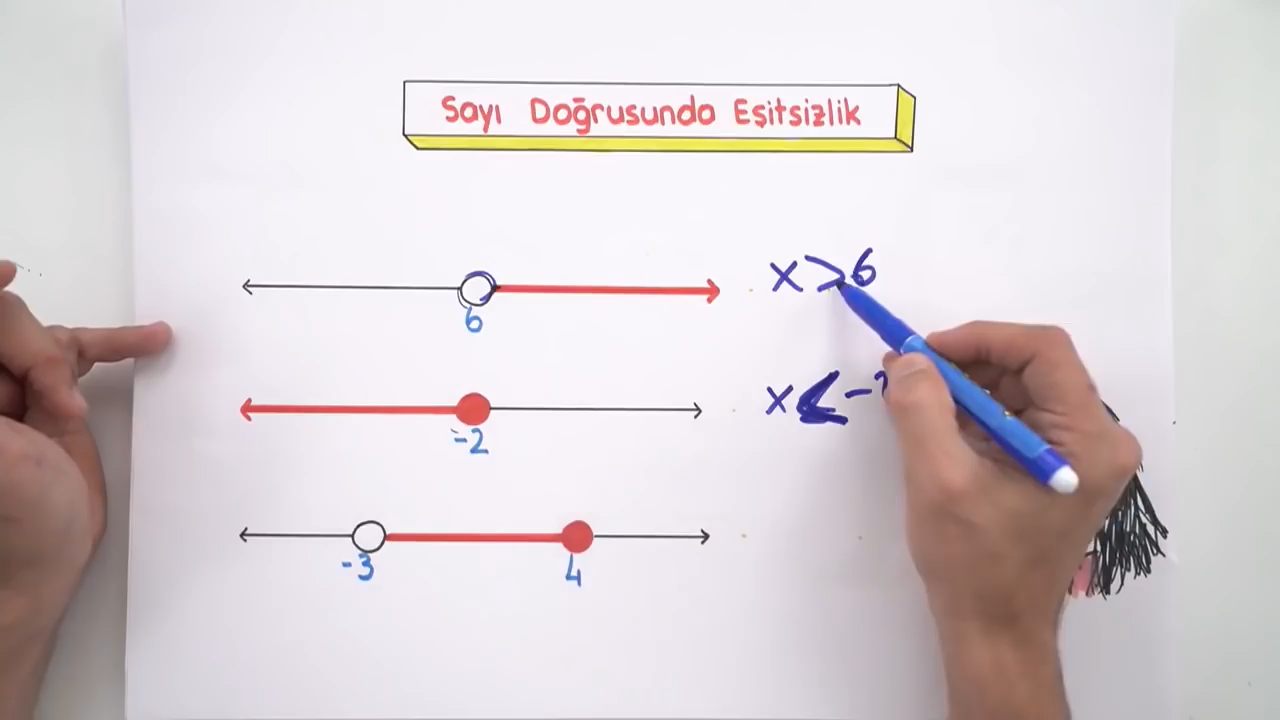 Sayı Doğrusunda Eşitsizlik
6
x > 6
-2
x ≤ -
-3
4